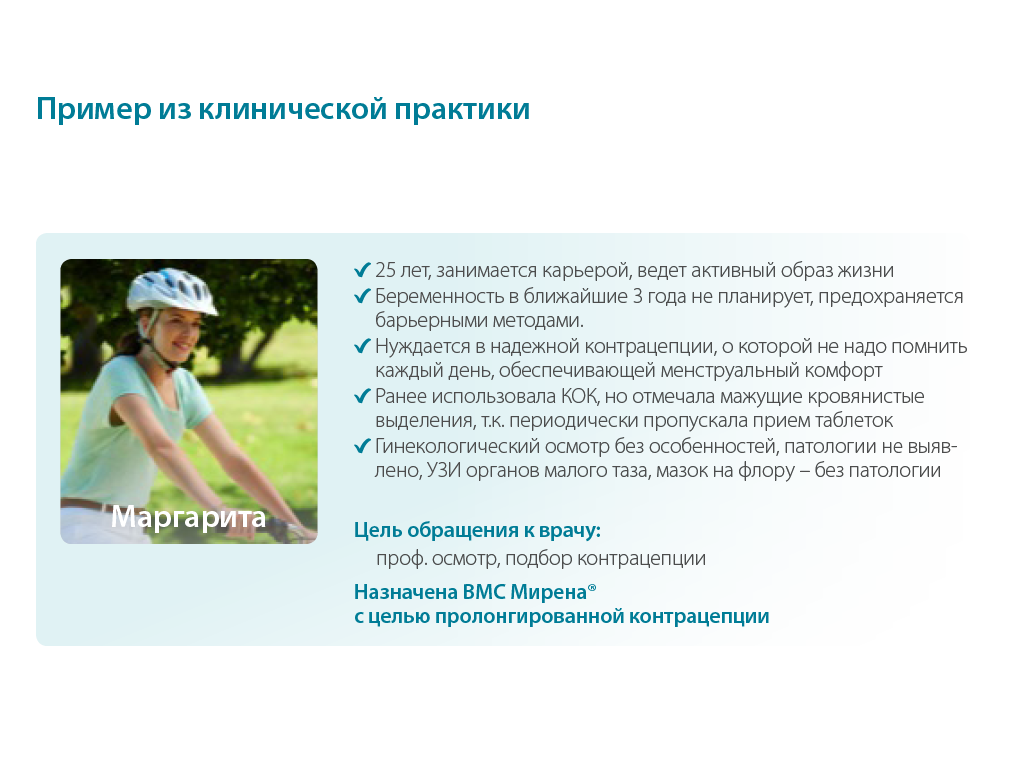 Пример из клинической практики
25 лет, занимается карьерой, ведет активный образ жизни
Беременность в ближайшие 3 года не планирует, предохраняется
барьерными методами.
Нуждается в надежной контрацепции, о которой не надо помнить
каждый день, обеспечивающей менструальный комфорт
Ранее использовала КОК, но отмечала мажущие кровянистые
выделения, т.к. периодически пропускала прием таблеток
Гинекологический осмотр без особенностей, патологии не выяв-
лено, УЗИ органов малого таза, мазок на флору – без патологии
Маргарита
Цель обращения к врачу:
проф. осмотр, подбор контрацепции
Назначена ВМС Мирена®
с целью пролонгированной контрацепции